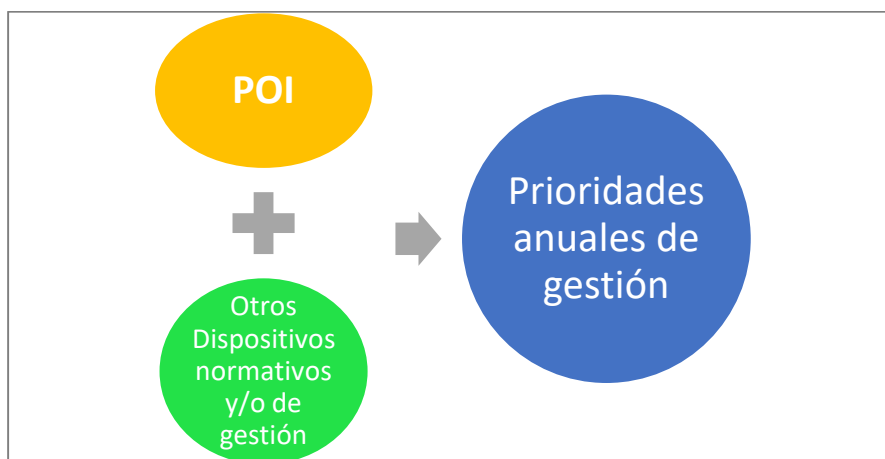 POI
Otros
Dispositivos
normativos
y/o de
gestión
Prioridades
anuales de
gestión